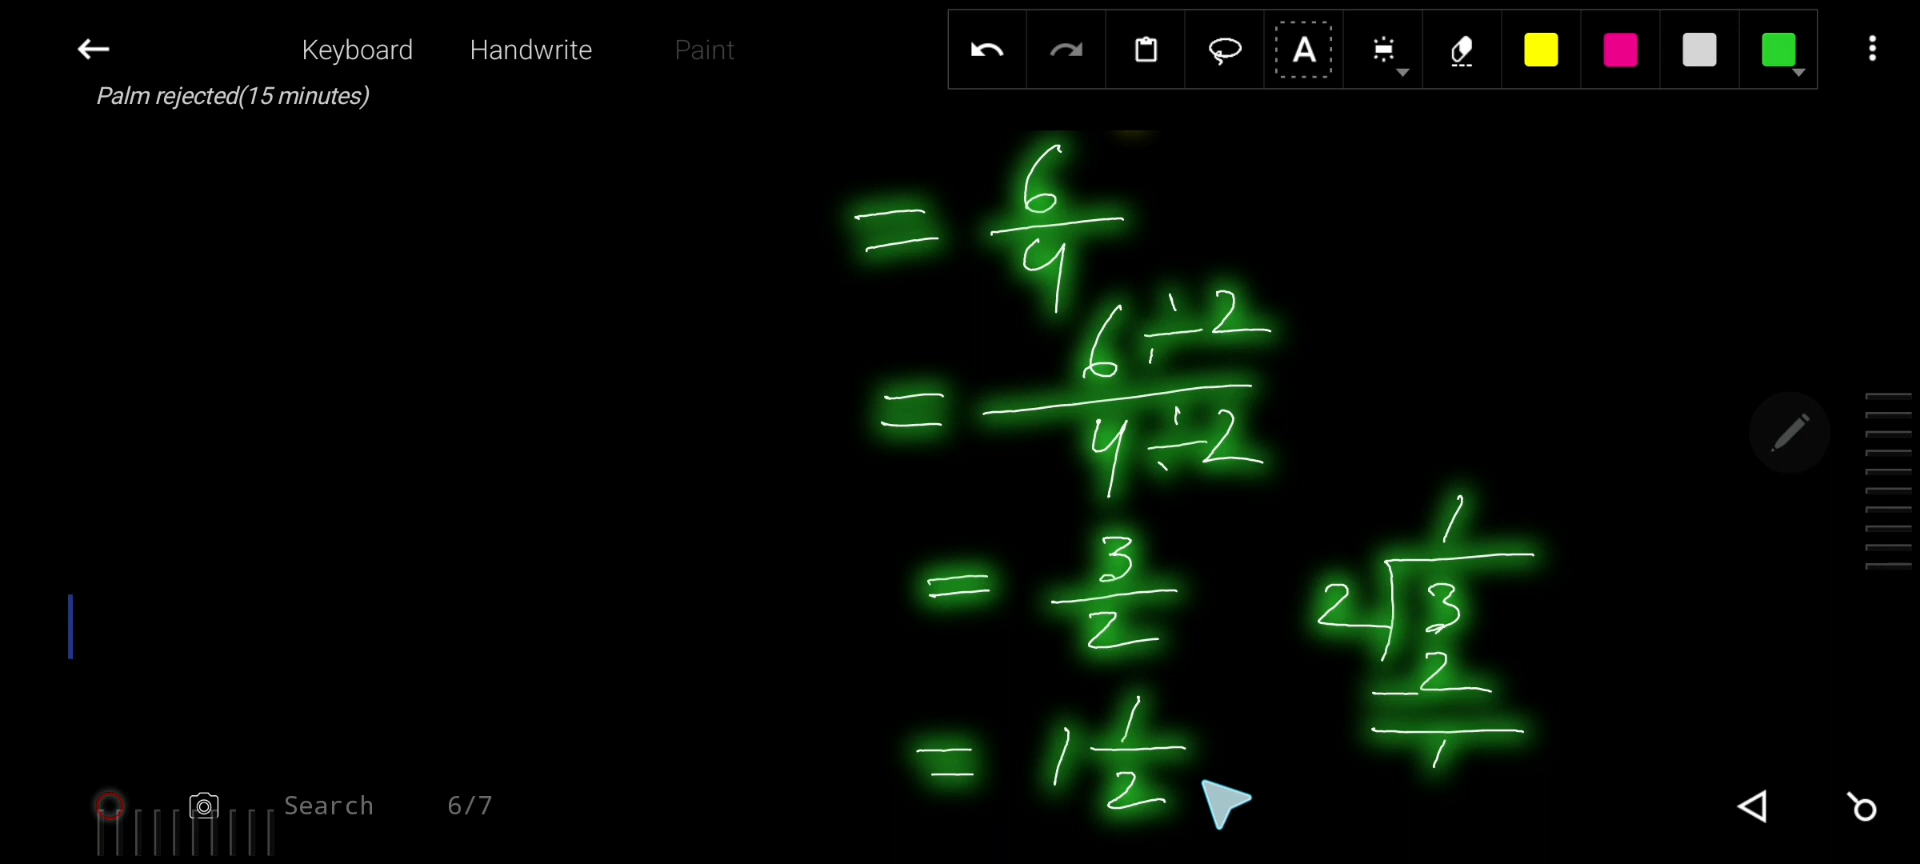 Keyboard Handwrite Paint A
Palm rejected(15 minutes)
= 6/4
= 6÷2/4÷2
= 3/2
= 1 1/2
1
2 3
- 2
1
Search 6/7